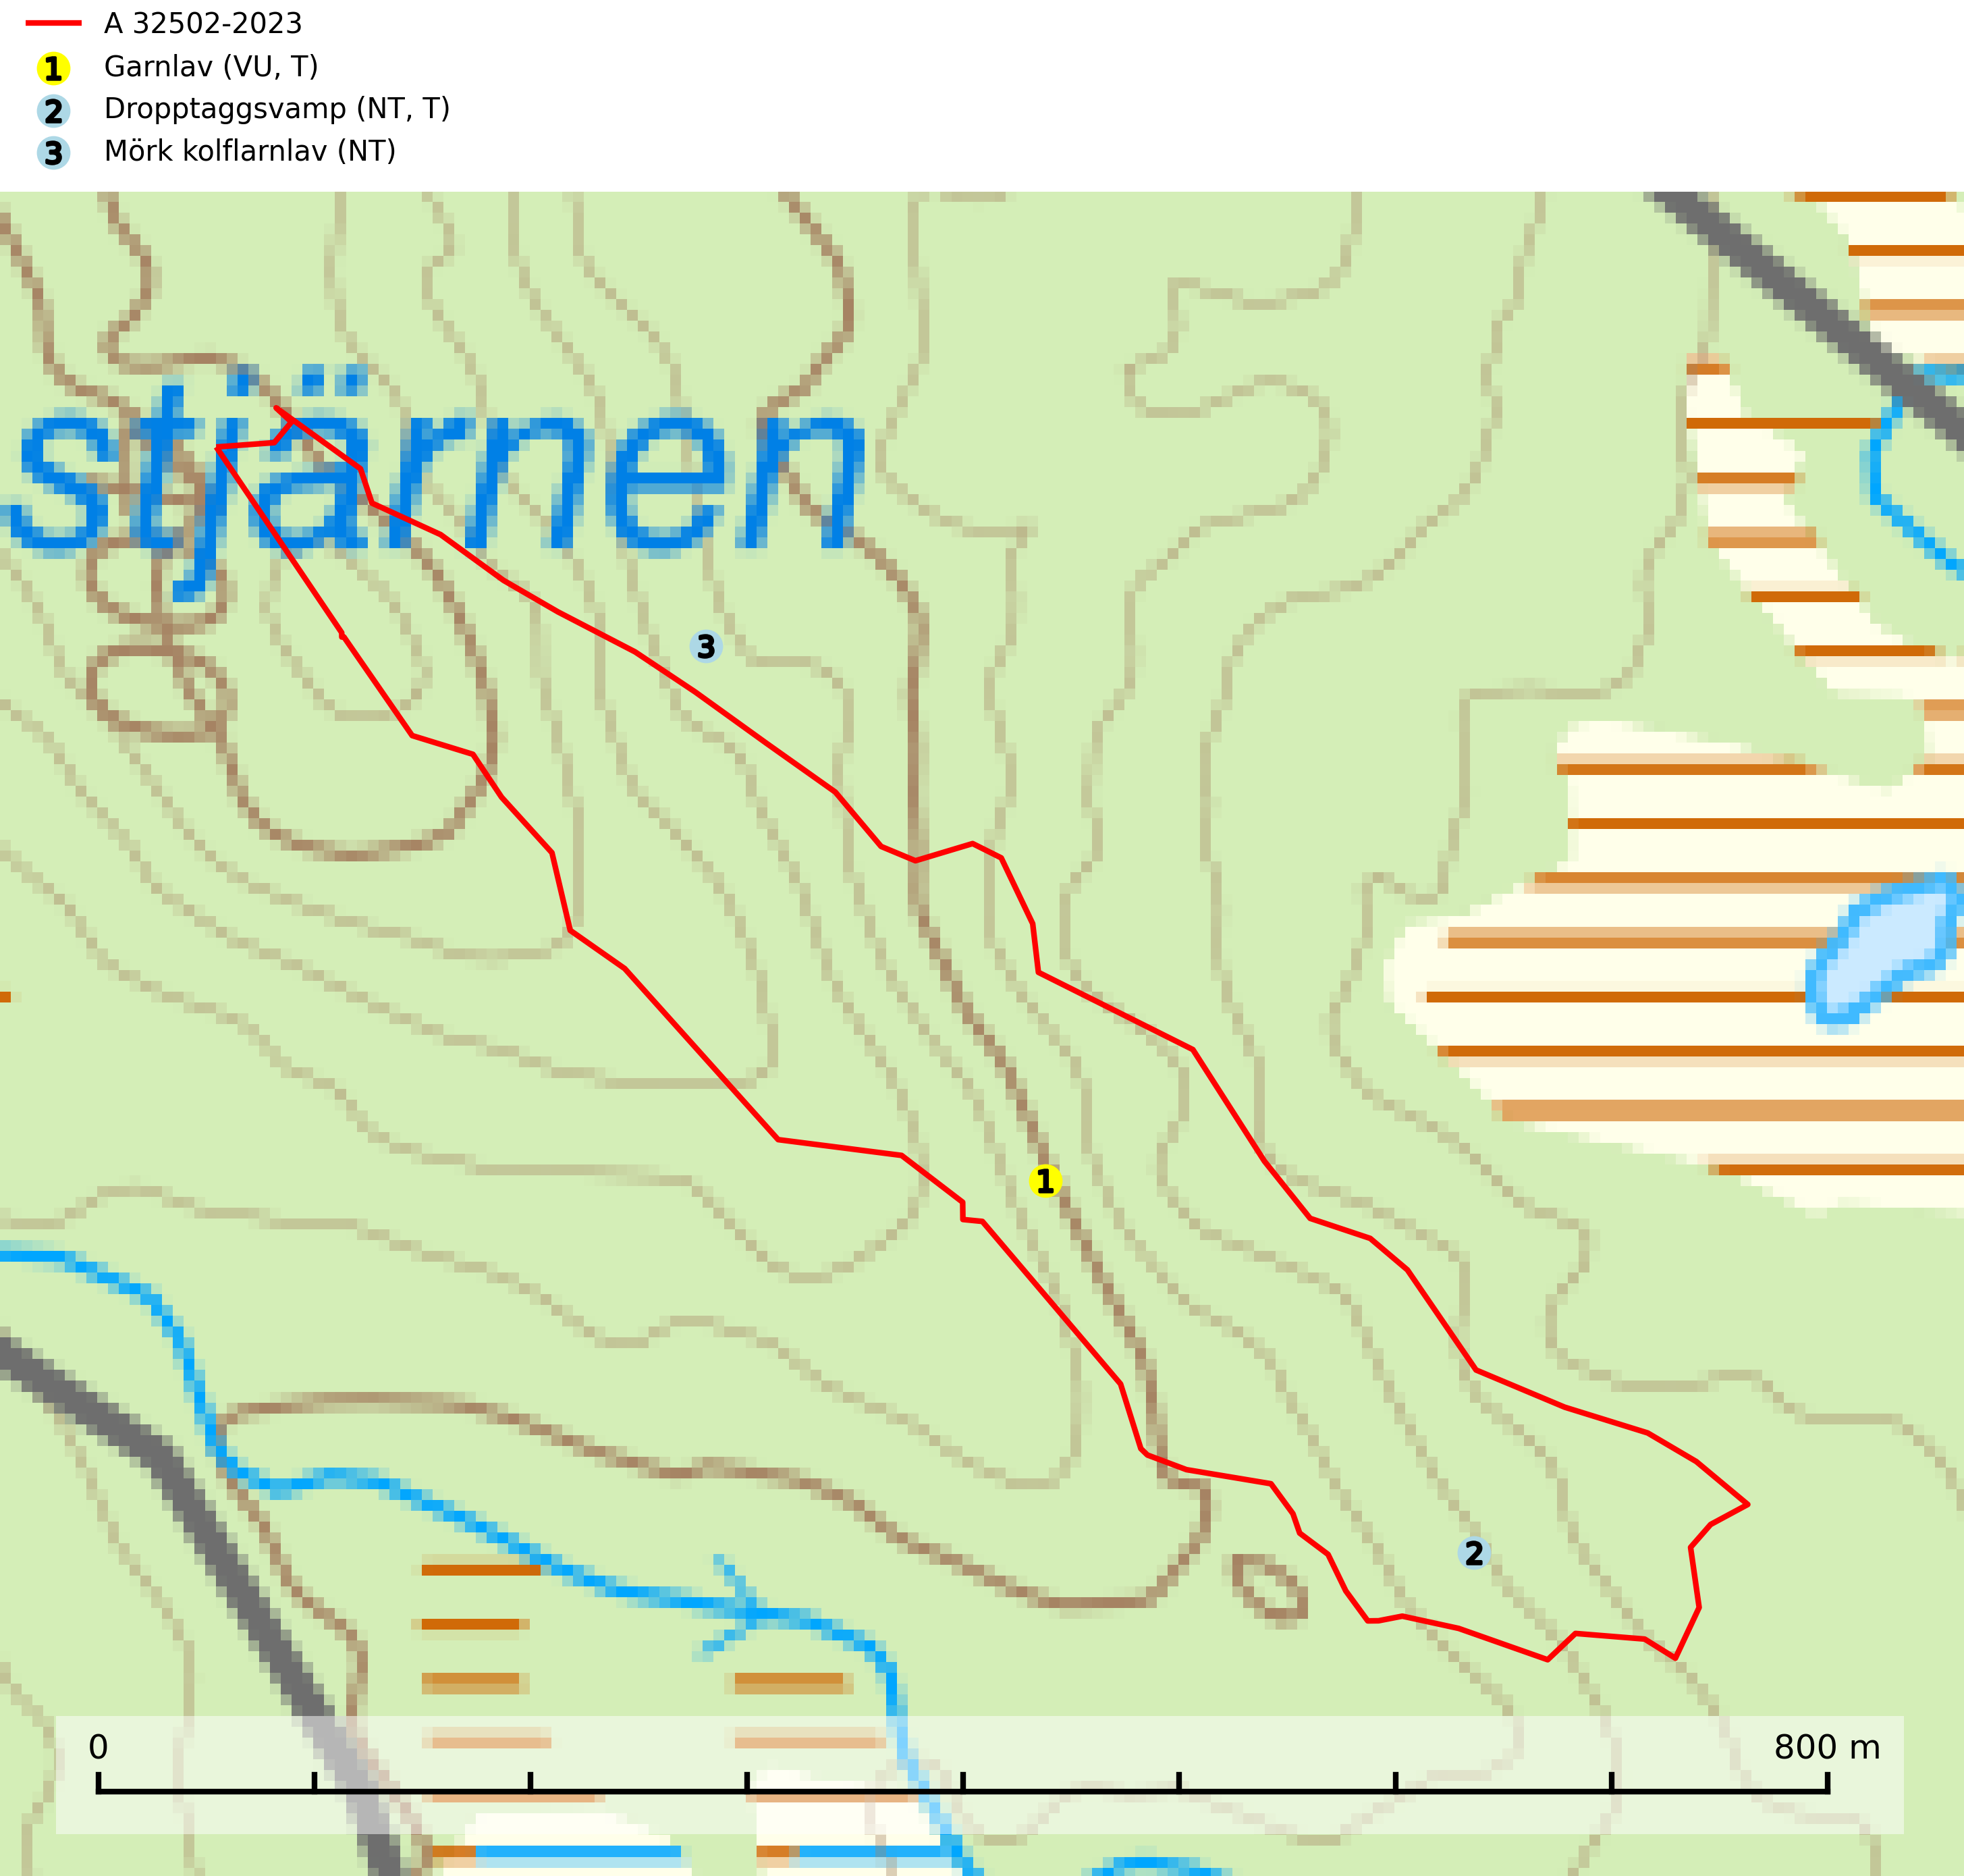 A 32502-2023
1 Garnlav (VU, T)
2 Dropptaggsvamp (NT, T)
3 Mörk kolflarnlav (NT)
stjärnen
3
1
2
0 800 m